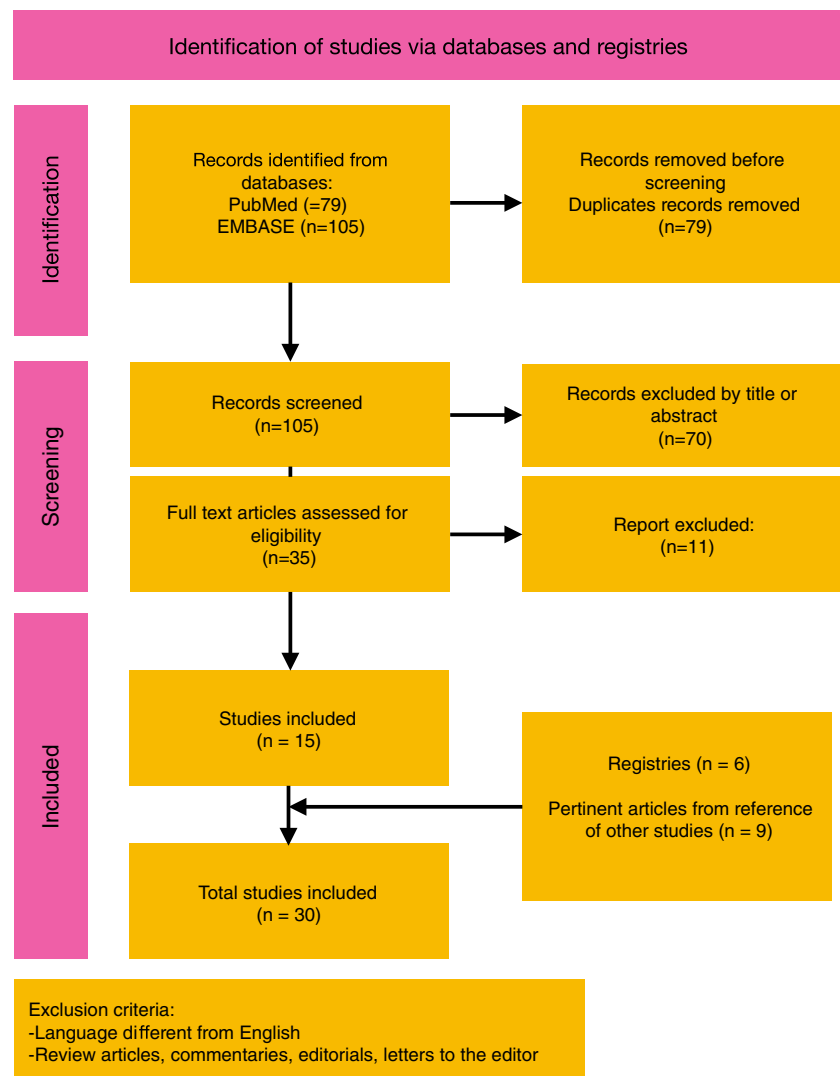 Identification of studies via databases and registries
Identification
Records identified from
databases:
PubMed (=79)
EMBASE (n=105)
Records removed before
screening
Duplicates records removed
(n=79)
Screening
Records screened
(n=105)
Records excluded by title or
abstract
(n=70)
Full text articles assessed for
eligibility
(n=35)
Report excluded:
(n=11)
Included
Studies included
(n = 15)
Registries (n = 6)
Pertinent articles from reference
of other studies (n = 9)
Total studies included
(n = 30)
Exclusion criteria:
-Language different from English
-Review articles, commentaries, editorials, letters to the editor